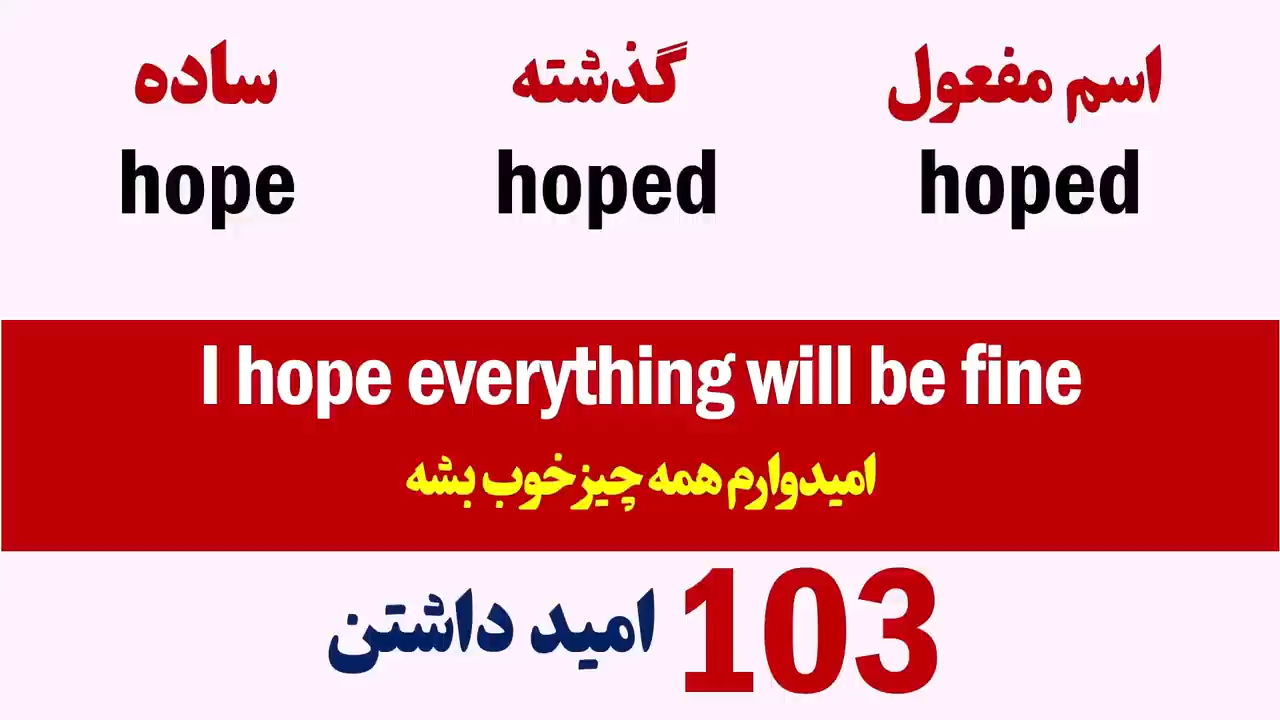 ساده گذشته اسم مفعول
hope hoped hoped
I hope everything will be fine
امیدوارم همه چیز خوب بشه
103 امید داشتن